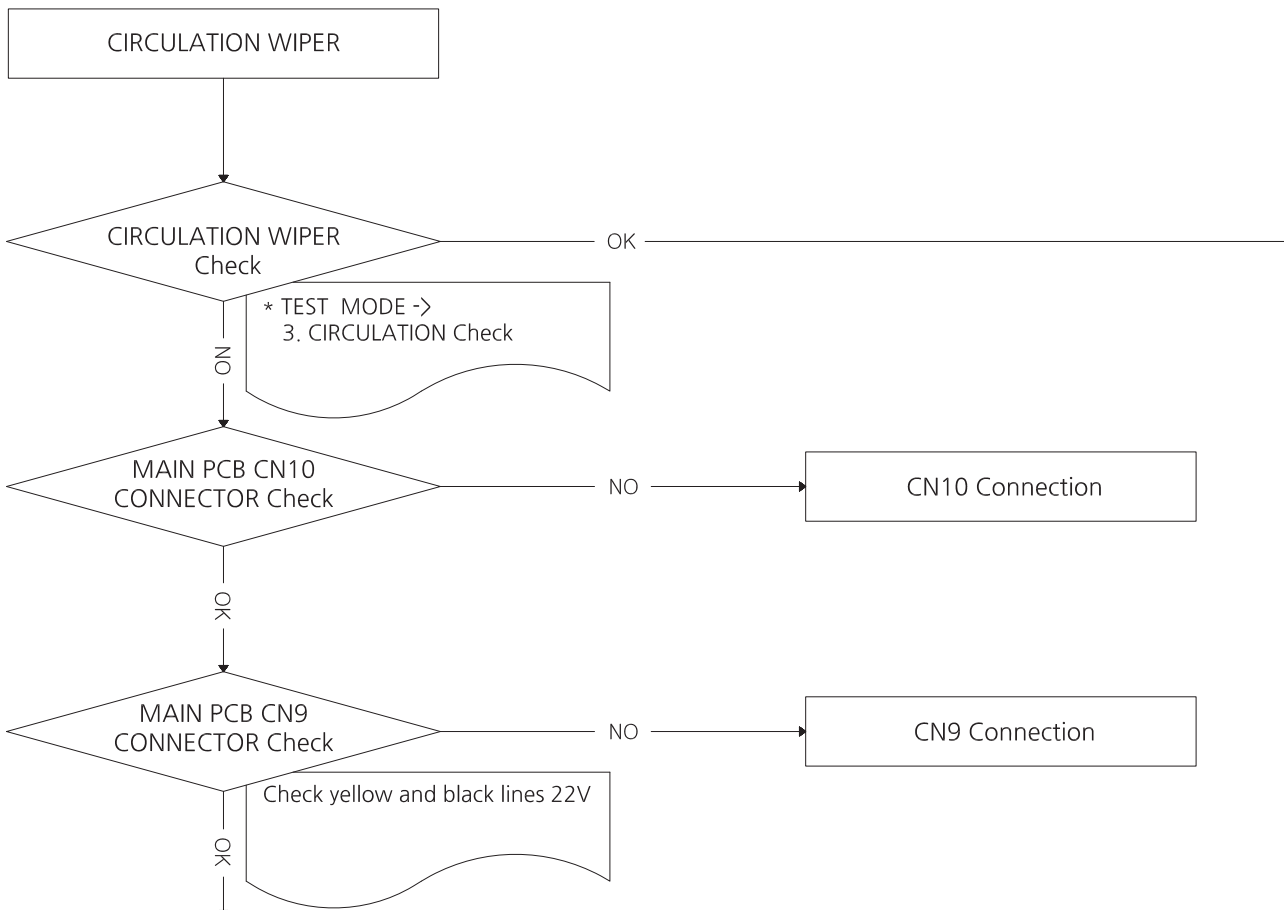 CIRCULATION WIPER
CIRCULATION WIPER
Check
OK
* TEST MODE ->
3. CIRCULATION Check
NO
MAIN PCB CN10
CONNECTOR Check
NO
CN10 Connection
OK
MAIN PCB CN9
CONNECTOR Check
NO
CN9 Connection
Check yellow and black lines 22V
OK